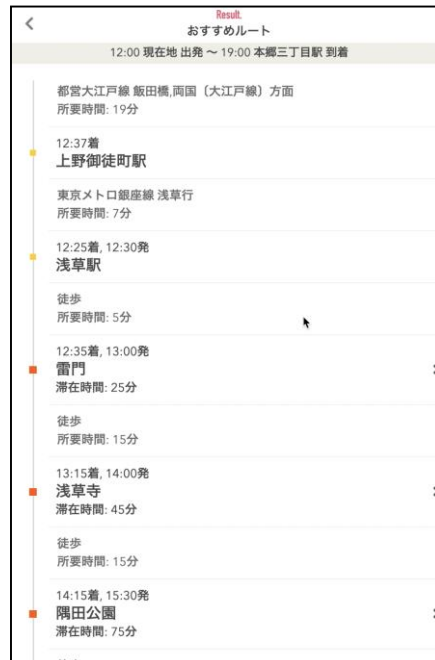 Result.
おすすめルート
12:00 現在地 出発 〜 19:00 本郷三丁目駅 到着
都営大江戸線 飯田橋,両国〔大江戸線〕方面
所要時間: 19分
12:37着
上野御徒町駅
東京メトロ銀座線 浅草行
所要時間: 7分
12:25着, 12:30発
浅草駅
徒歩
所要時間: 5分
12:35着, 13:00発
雷門
滞在時間: 25分
徒歩
所要時間: 15分
13:15着, 14:00発
浅草寺
滞在時間: 45分
徒歩
所要時間: 15分
14:15着, 15:30発
隅田公園
滞在時間: 75分